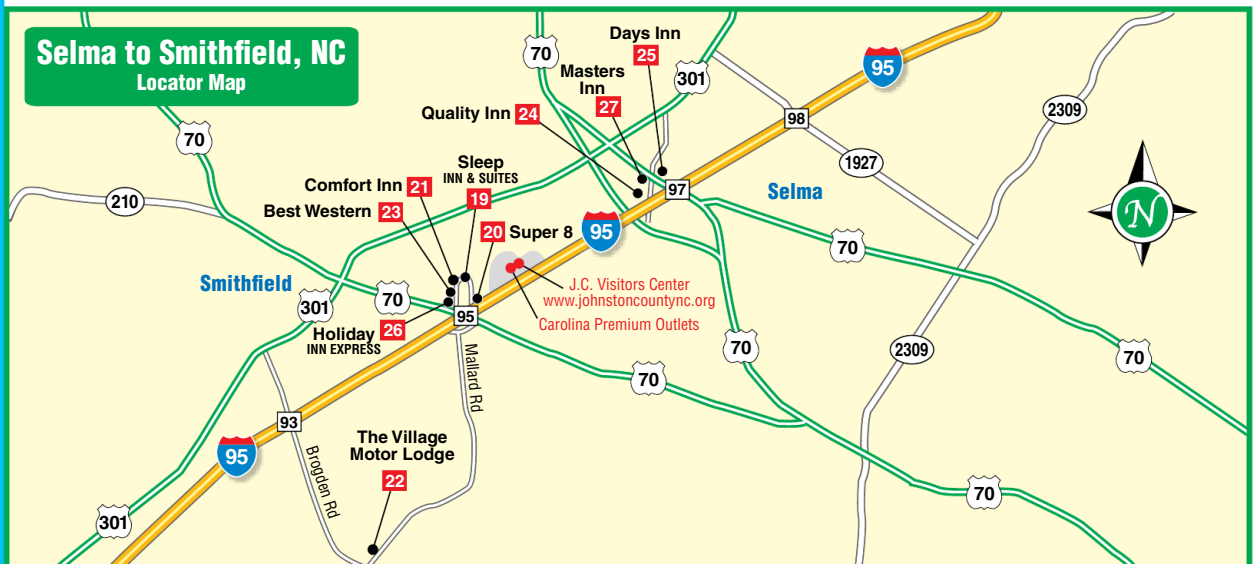 Selma to Smithfield, NC
Locator Map
70
301
95
Days Inn
25
Masters
Inn
27
Quality Inn 24
98
2309
1927
70
Sleep
INN & SUITES
19
Comfort Inn 21
Best Western 23
210
97
Selma
N
20 Super 8
95
70
Smithfield
J.C. Visitors Center
www.johnstoncountync.org
Carolina Premium Outlets
301
70
95
Holiday 26
INN EXPRESS
Mallard Rd
70
70
2309
70
93
95
The Village
Motor Lodge
22
Brogden Rd
70
301